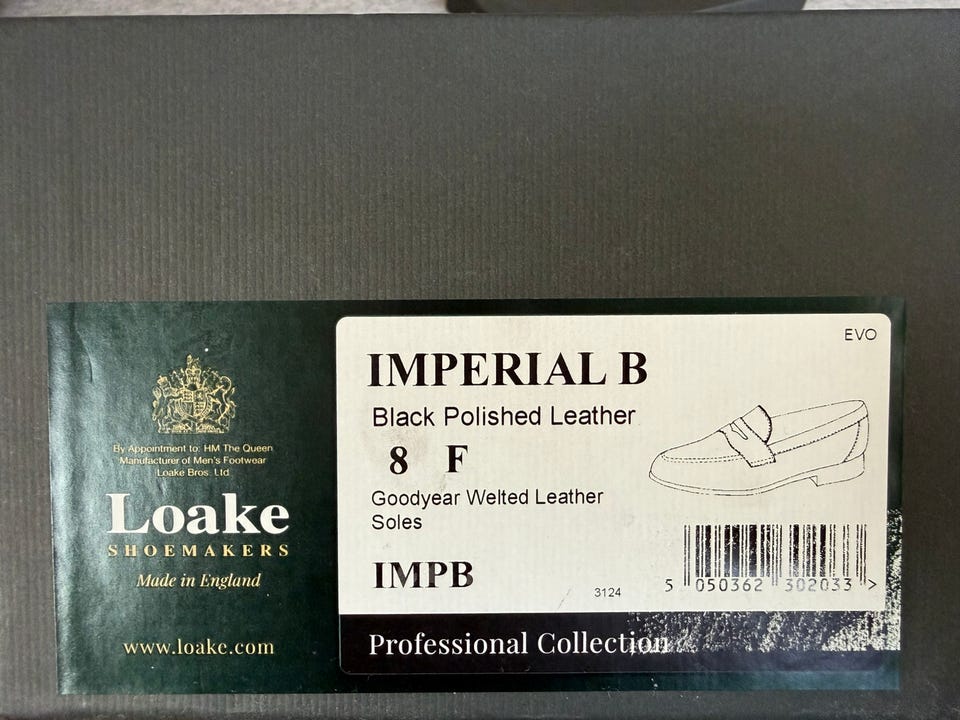 By Appointment to: HM The Queen
Manufacturer of Men's Footwear
Loake Bros. Ltd
Loake
SHOEMAKERS
Made in England
www.loake.com
EVO
IMPERIAL B
Black Polished Leather
8 F
Goodyear Welted Leather
Soles
IMPB
3124
5 050362 302033 >
Professional Collection